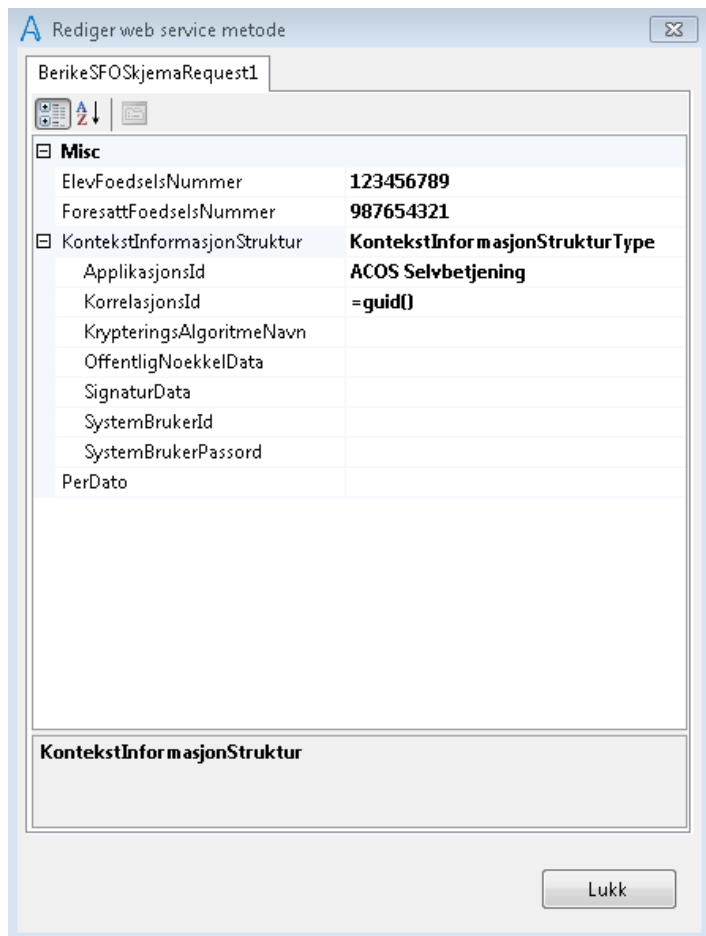 Rediger web service metode
BerikeSFOSkjemaRequest1
Misc
ElevFoedselsNummer 123456789
ForesattFoedselsNummer 987654321
KontekstInformasjonStruktur KontekstInformasjonStrukturType
ApplikasjonsId ACOS Selvbetjening
KorrelasjonsId =guid()
KrypteringsAlgoritmeNavn
OffentligNoekkelData
SignaturData
SystemBrukerId
SystemBrukerPassord
PerDato
KontekstInformasjonStruktur
Lukk